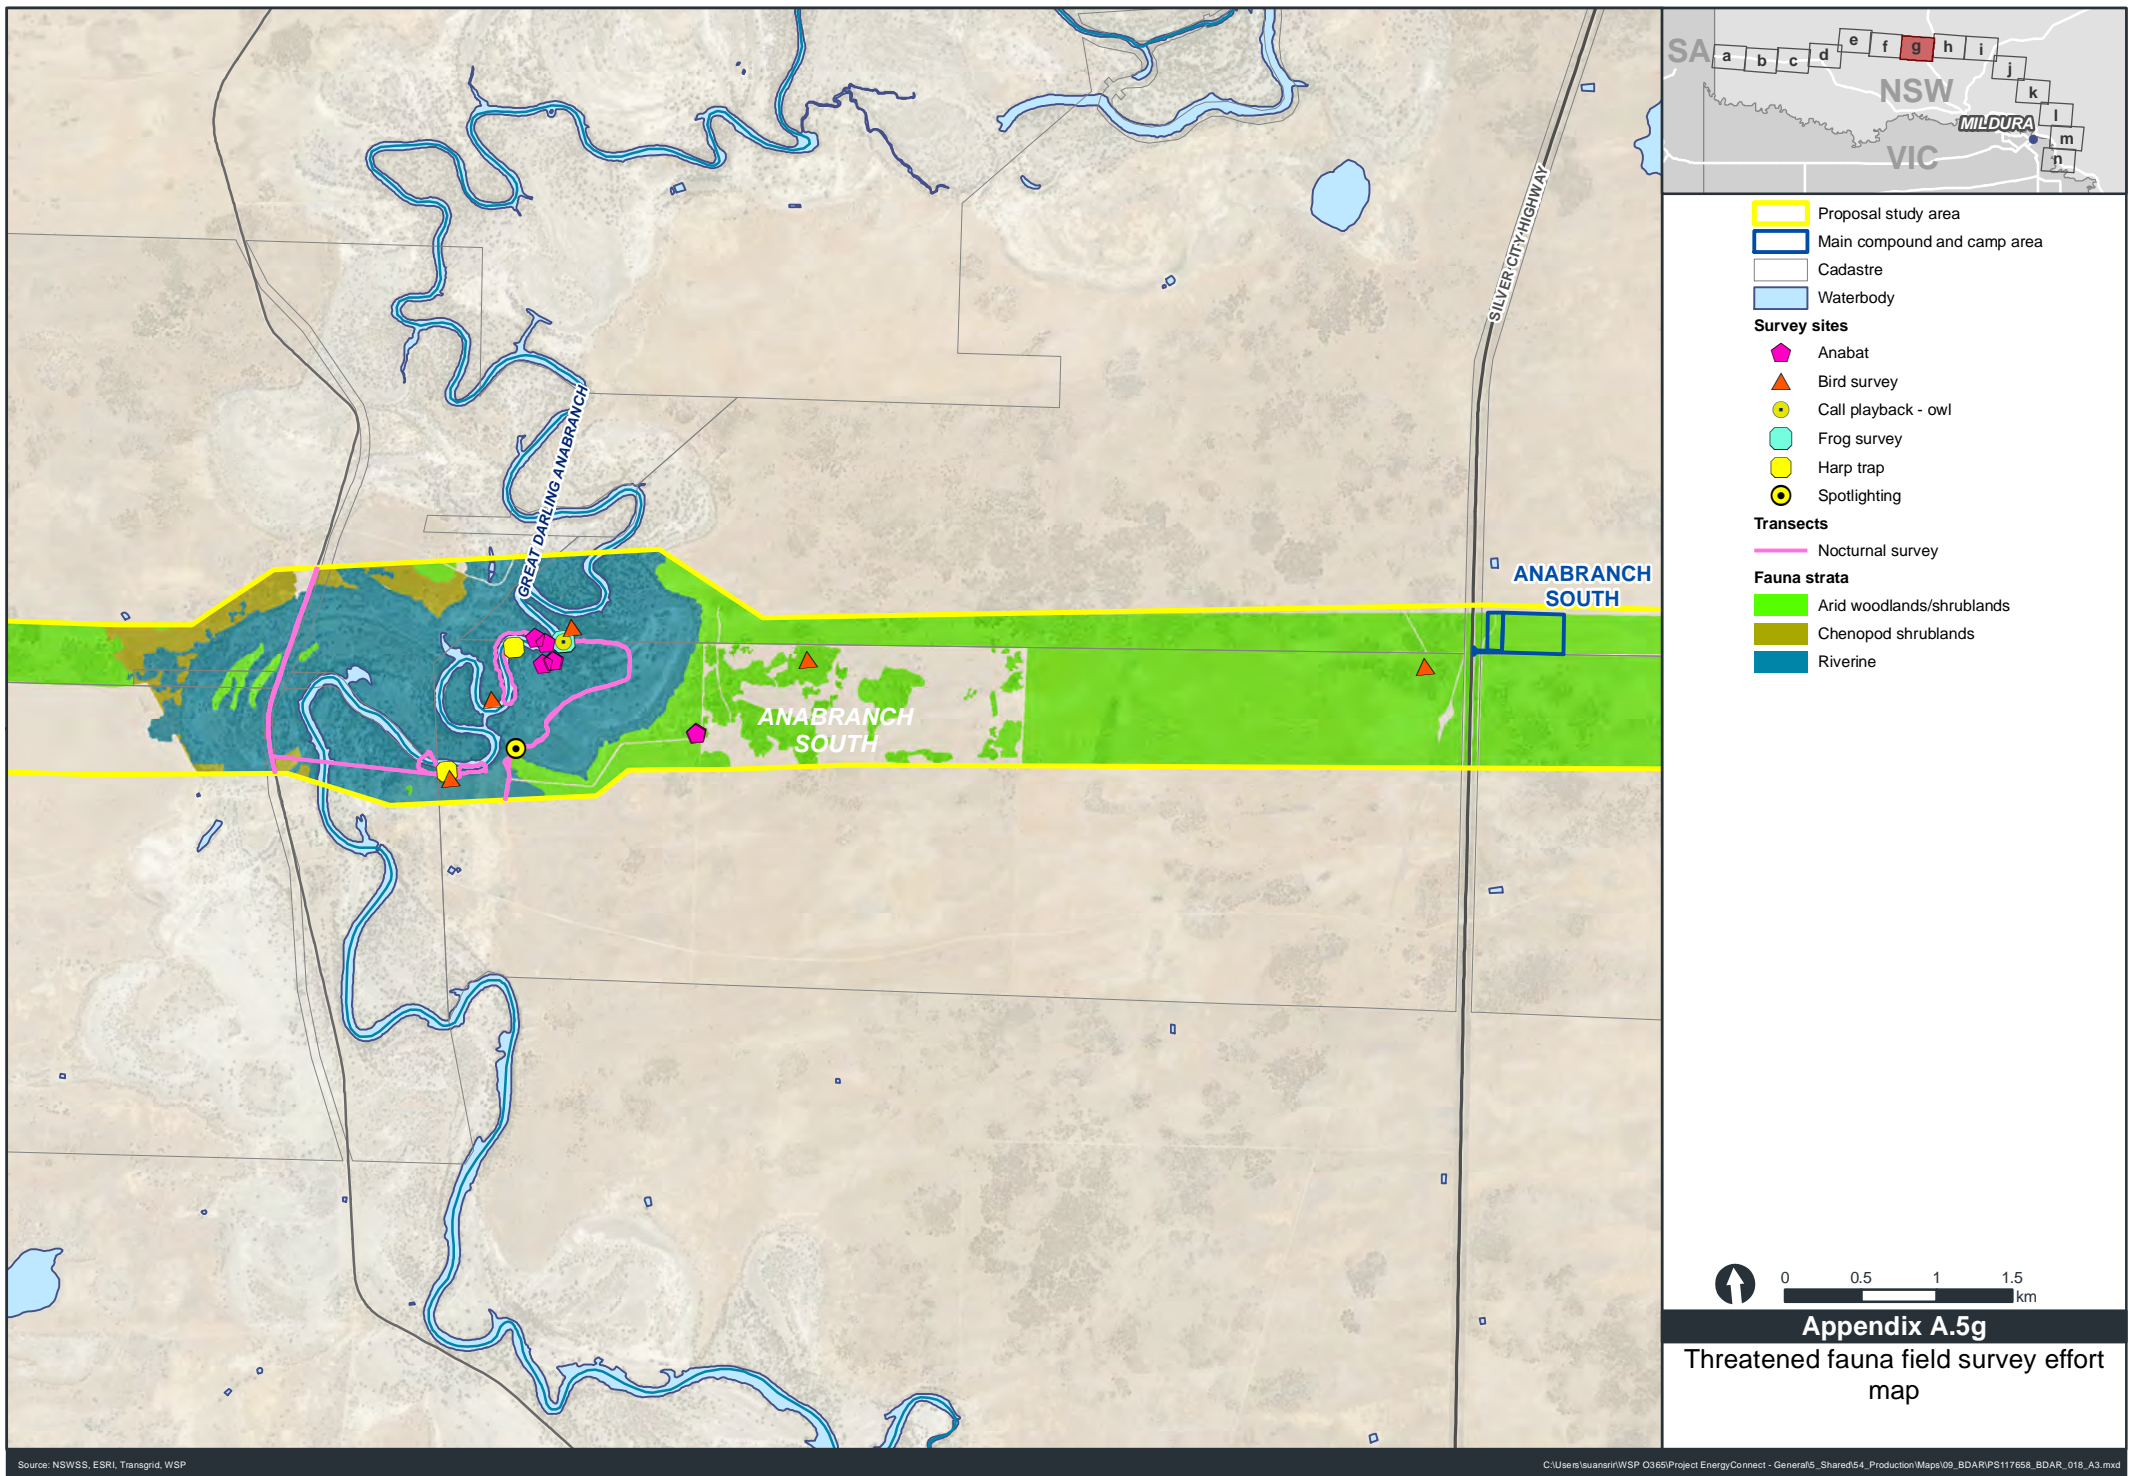 SA
a
b
c
d
e
f
g
h
i
j
k
l
m
n
NSW
MILDURA
VIC
Proposal study area
Main compound and camp area
Cadastre
Waterbody
Survey sites
Anabat
Bird survey
Call playback - owl
Frog survey
Harp trap
Spotlighting
Transects
Nocturnal survey
Fauna strata
Arid woodlands/shrublands
Chenopod shrublands
Riverine
SILVER CITY HIGHWAY
GREAT DARLING ANABRANCH
ANABRANCH
SOUTH
ANABRANCH
SOUTH
0 0.5 1 1.5
km
Appendix A.5g
Threatened fauna field survey effort
map
Source: NSWSS, ESRI, Transgrid, WSP
C:\Users\suansrir\WSP O365\Project EnergyConnect - General\5_Shared\54_Production\Maps\09_BDAR\PS117658_BDAR_018_A3.mxd